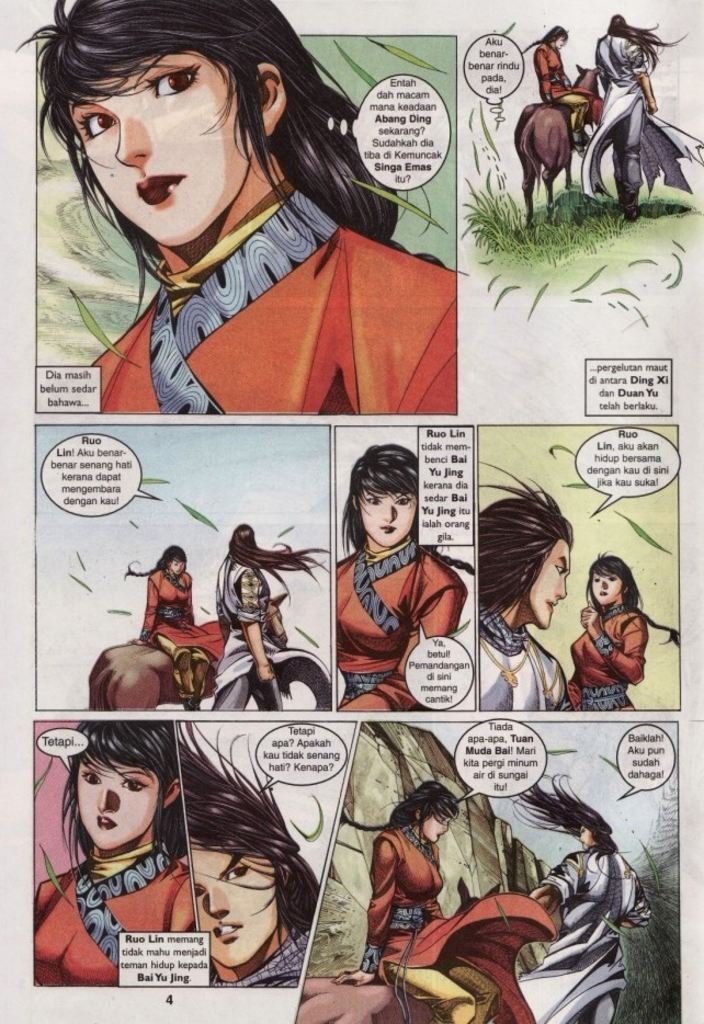 Entah
dah macam
mana keadaan
Abang Ding
sekarang?
Sudahkah dia
tiba di Kemuncak
Singa Emas
itu?
Aku
benar-
benar rindu
pada,
dia!
Dia masih
belum sedar
bahawa...
...pergelutan maut
di antara Ding Xi
dan Duan Yu
telah berlaku.
Ruo
Lin! Aku benar-
benar senang hati
kerana dapat
mengembara
dengan kau!
Ruo Lin
tidak mem-
benci Bai
Yu Jing
kerana dia
sedar Bai
Yu Jing itu
ialah orang
gila.
Ya,
betul!
Pemandangan
di sini
memang
cantik!
Ruo
Lin, aku akan
hidup bersama
dengan kau di sini
jika kau suka!
Tetapi...
Ruo Lin memang
tidak mahu menjadi
teman hidup kepada
Bai Yu Jing.
Tetapi
apa? Apakah
kau tidak senang
hati? Kenapa?
Tiada
apa-apa, Tuan
Muda Bai! Mari
kita pergi minum
air di sungai
itu!
Baiklah!
Aku pun
sudah
dahaga!
4